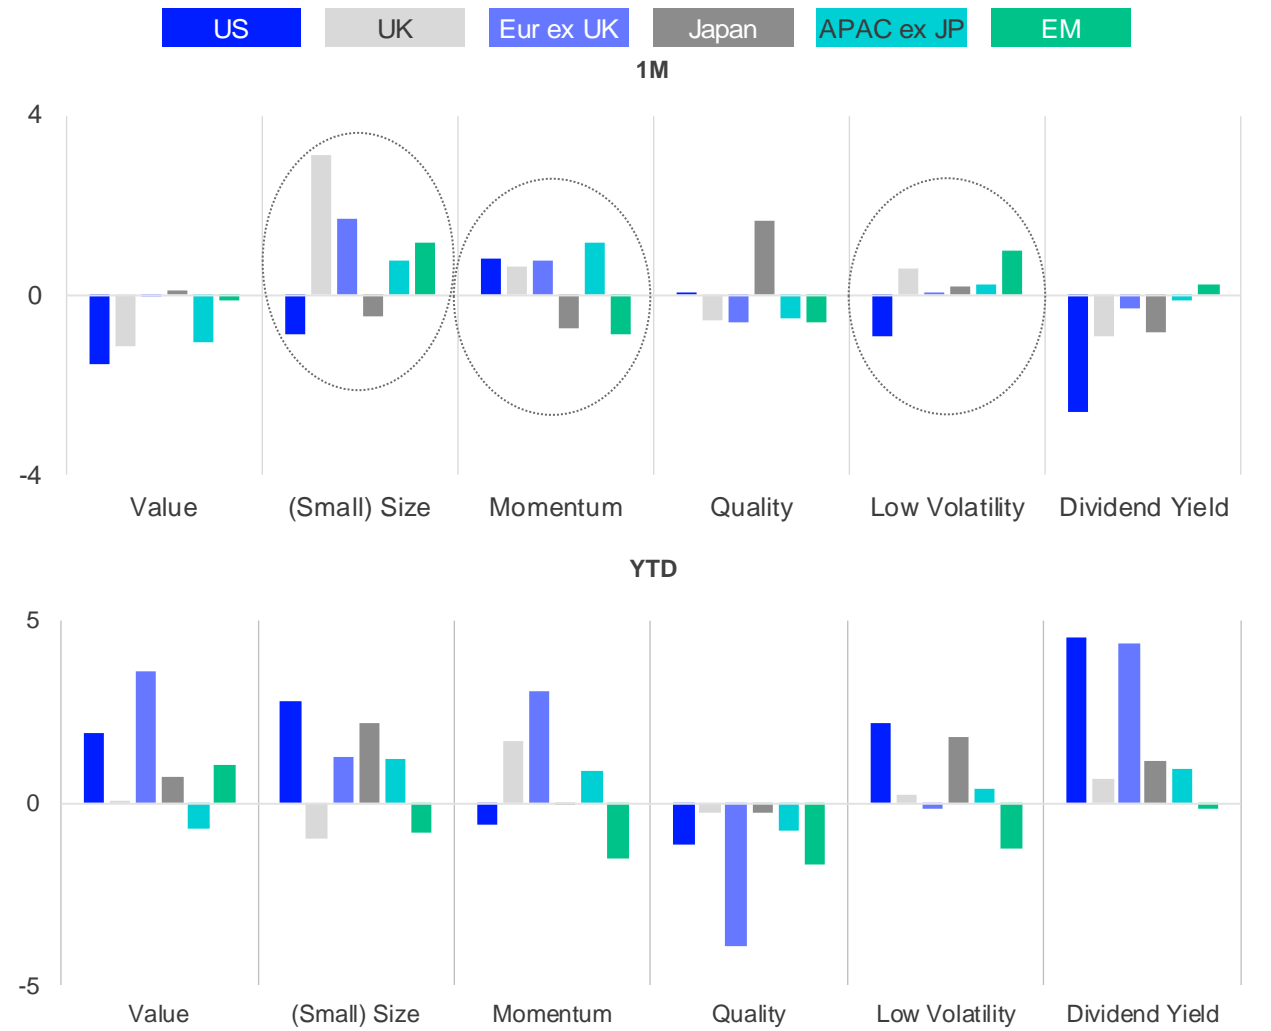 US UK Eur ex UK Japan APAC ex JP EM
1M
4
0
-4
Value (Small) Size Momentum Quality Low Volatility Dividend Yield
YTD
5
0
-5
Value (Small) Size Momentum Quality Low Volatility Dividend Yield